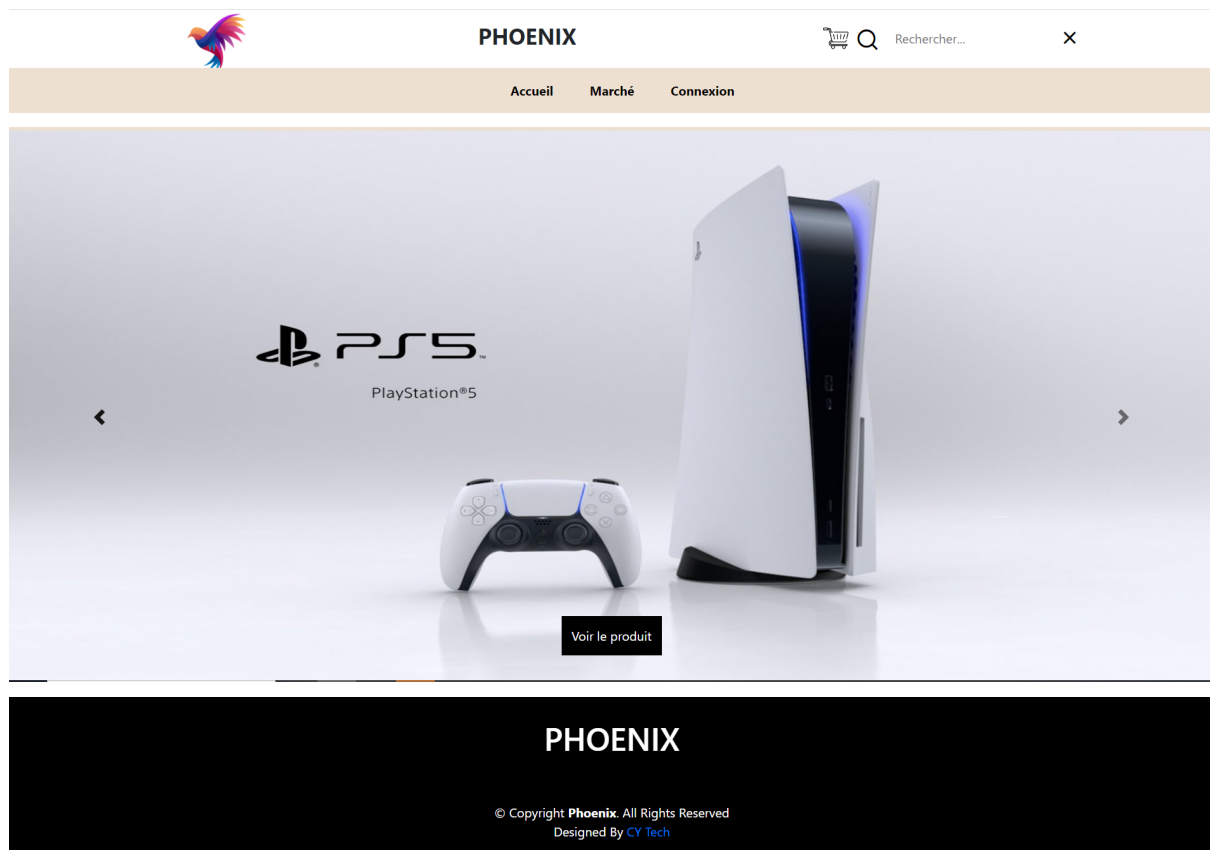 PHOENIX
Rechercher...
Accueil Marché Connexion
PS5™
PlayStation®5
Voir le produit
PHOENIX
© Copyright Phoenix. All Rights Reserved
Designed By CY Tech